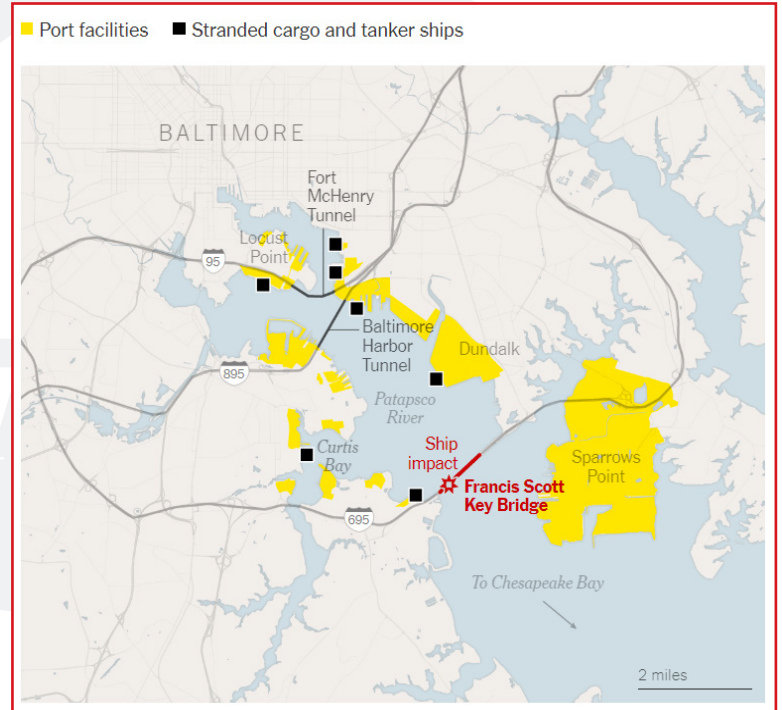 Port facilities
Stranded cargo and tanker ships
BALTIMORE
Fort
McHenry
Tunnel
Locust
Point
95
Baltimore
Harbor
Tunnel
Dundalk
895
Patapsco
River
Ship
impact
Curtis
Bay
Sparrows
Point
Francis Scott
Key Bridge
695
To Chesapeake Bay
2 miles